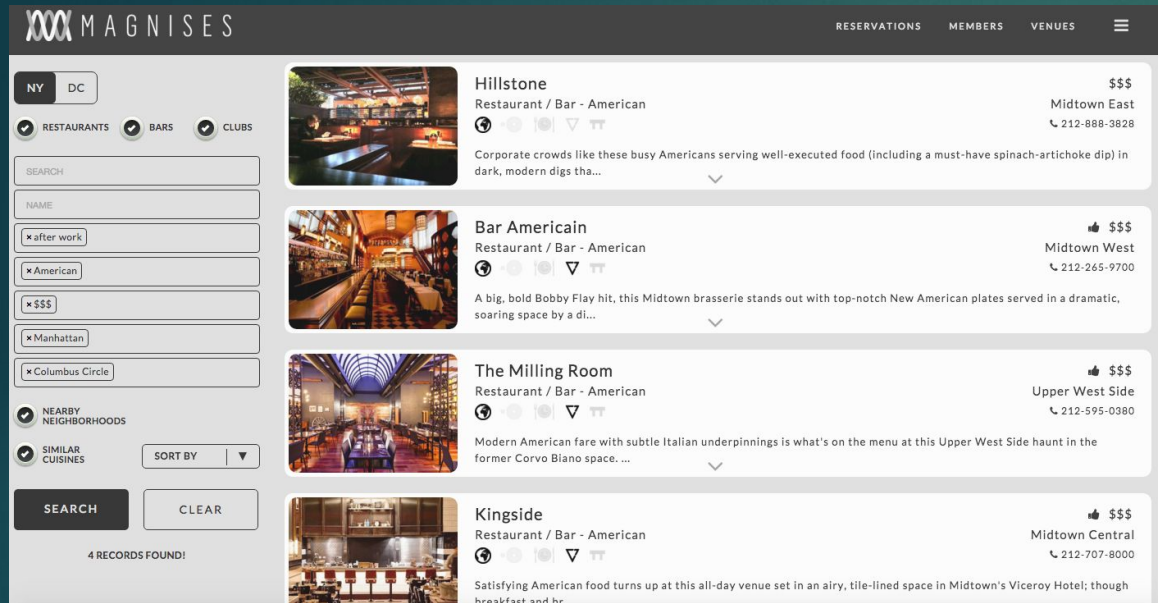 MAGNISES
RESERVATIONS MEMBERS VENUES
NY DC
RESTAURANTS BARS CLUBS
SEARCH
NAME
× after work
× American
× $$$
× Manhattan
× Columbus Circle
NEARBY
NEIGHBORHOODS
SIMILAR
CUISINES
SORT BY
SEARCH CLEAR
4 RECORDS FOUND!
Hillstone
$$$
Restaurant / Bar - American
Midtown East
212-888-3828
Corporate crowds like these busy Americans serving well-executed food (including a must-have spinach-artichoke dip) in
dark, modern digs tha...
Bar Americain
$$$
Restaurant / Bar - American
Midtown West
212-265-9700
A big, bold Bobby Flay hit, this Midtown brasserie stands out with top-notch New American plates served in a dramatic,
soaring space by a di...
The Milling Room
$$$
Restaurant / Bar - American
Upper West Side
212-595-0380
Modern American fare with subtle Italian underpinnings is what's on the menu at this Upper West Side haunt in the
former Corvo Biano space. ...
Kingside
$$$
Restaurant / Bar - American
Midtown Central
212-707-8000
Satisfying American food turns up at this all-day venue set in an airy, tile-lined space in Midtown's Viceroy Hotel; though
breakfast and br...